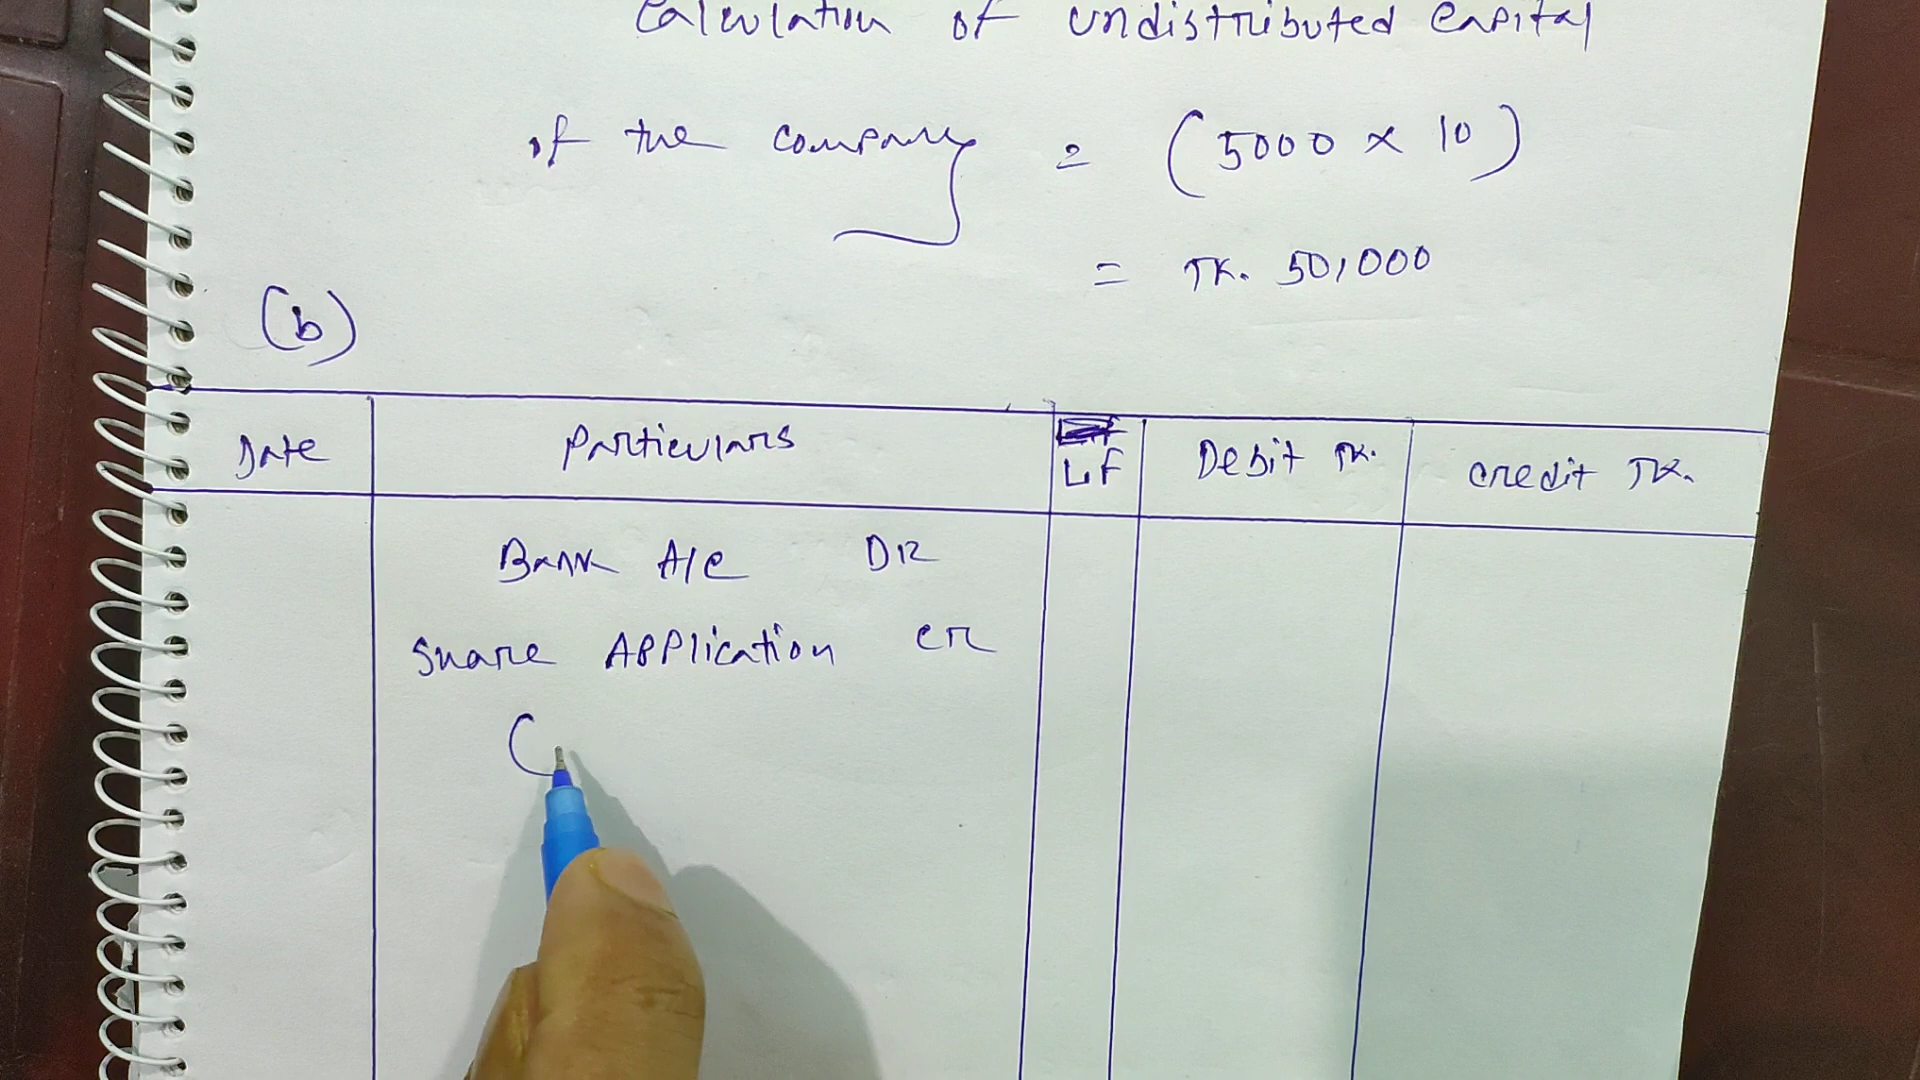 Calculation of undistributed capital
of the company = (5000 x 10)
= TK. 50,000
(b)
Date Particulars LF Debit TK. Credit TK.
Bank A/C DR
Share Application CR
(